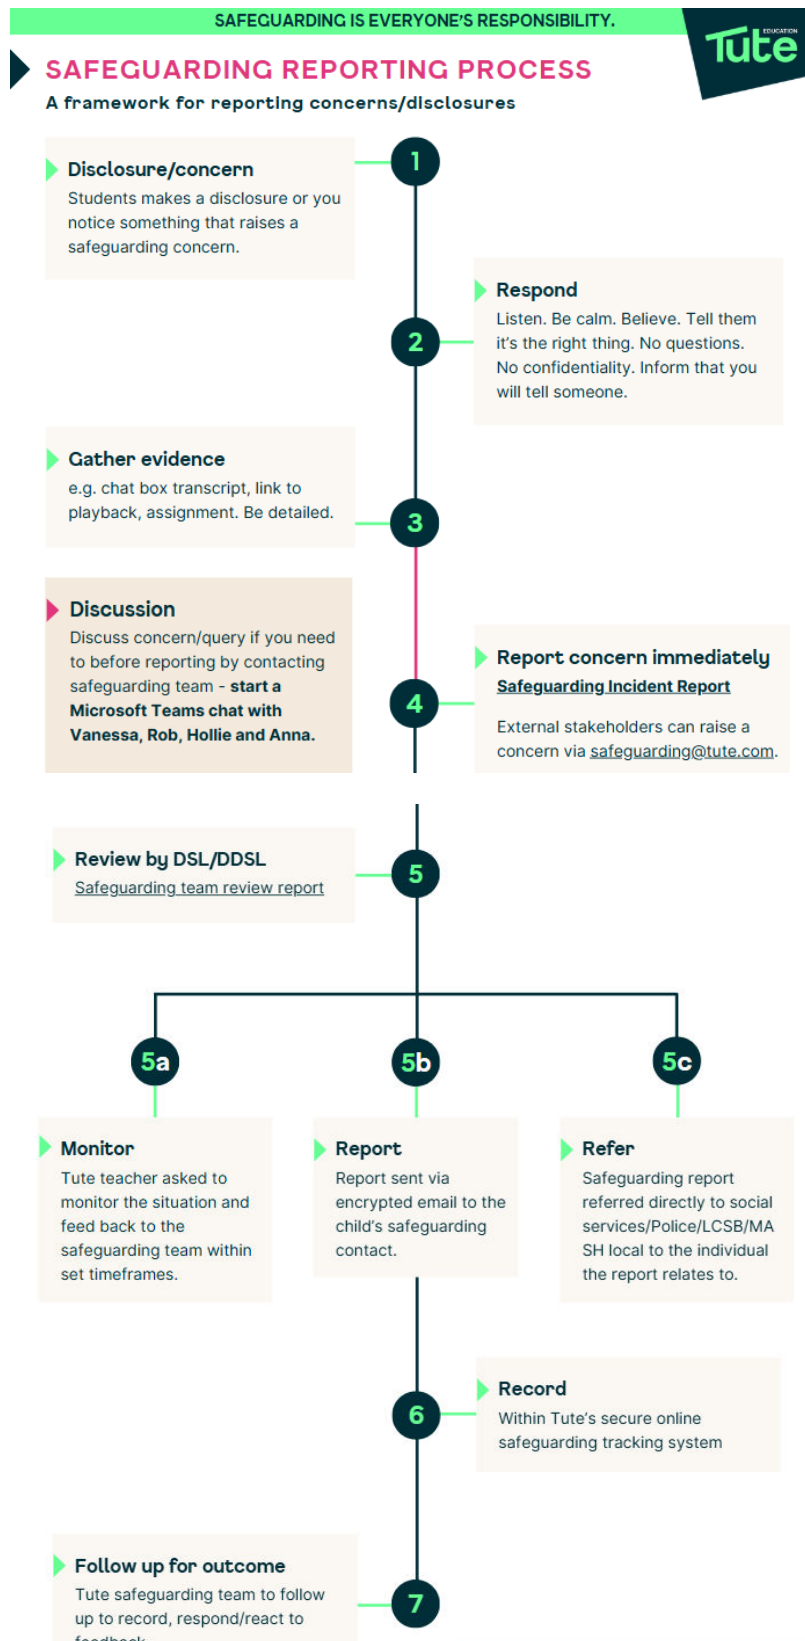 SAFEGUARDING IS EVERYONE'S RESPONSIBILITY.
EDUCATION
Tute
SAFEGUARDING REPORTING PROCESS
A framework for reporting concerns/disclosures
1
Disclosure/concern
Students makes a disclosure or you
notice something that raises a
safeguarding concern.
2
Respond
Listen. Be calm. Believe. Tell them
it's the right thing. No questions.
No confidentiality. Inform that you
will tell someone.
Gather evidence
e.g. chat box transcript, link to
playback, assignment. Be detailed.
3
Discussion
Discuss concern/query if you need
to before reporting by contacting
safeguarding team - start a
Microsoft Teams chat with
Vanessa, Rob, Hollie and Anna.
4
Report concern immediately
Safeguarding Incident Report
External stakeholders can raise a
concern via safeguarding@tute.com.
Review by DSL/DDSL
Safeguarding team review report
5
5a
Monitor
Tute teacher asked to
monitor the situation and
feed back to the
safeguarding team within
set timeframes.
5b
Report
Report sent via
encrypted email to the
child's safeguarding
contact.
5c
Refer
Safeguarding report
referred directly to social
services/Police/LCSB/MA
SH local to the individual
the report relates to.
6
Record
Within Tute's secure online
safeguarding tracking system
Follow up for outcome
Tute safeguarding team to follow
up to record, respond/react to
7